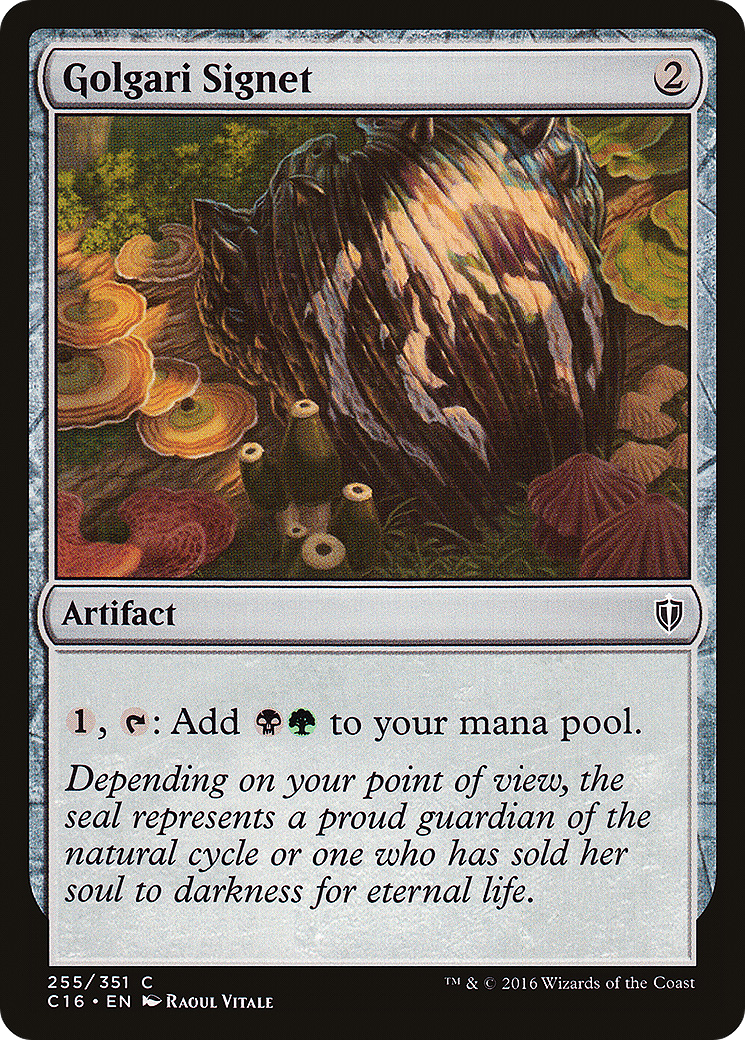 Golgari Signet 2
Artifact
1, : Add to your mana pool.
Depending on your point of view, the
seal represents a proud guardian of the
natural cycle or one who has sold her
soul to darkness for eternal life.
255/351 C
™ & © 2016 Wizards of the Coast
C16 • EN Raoul Vitale